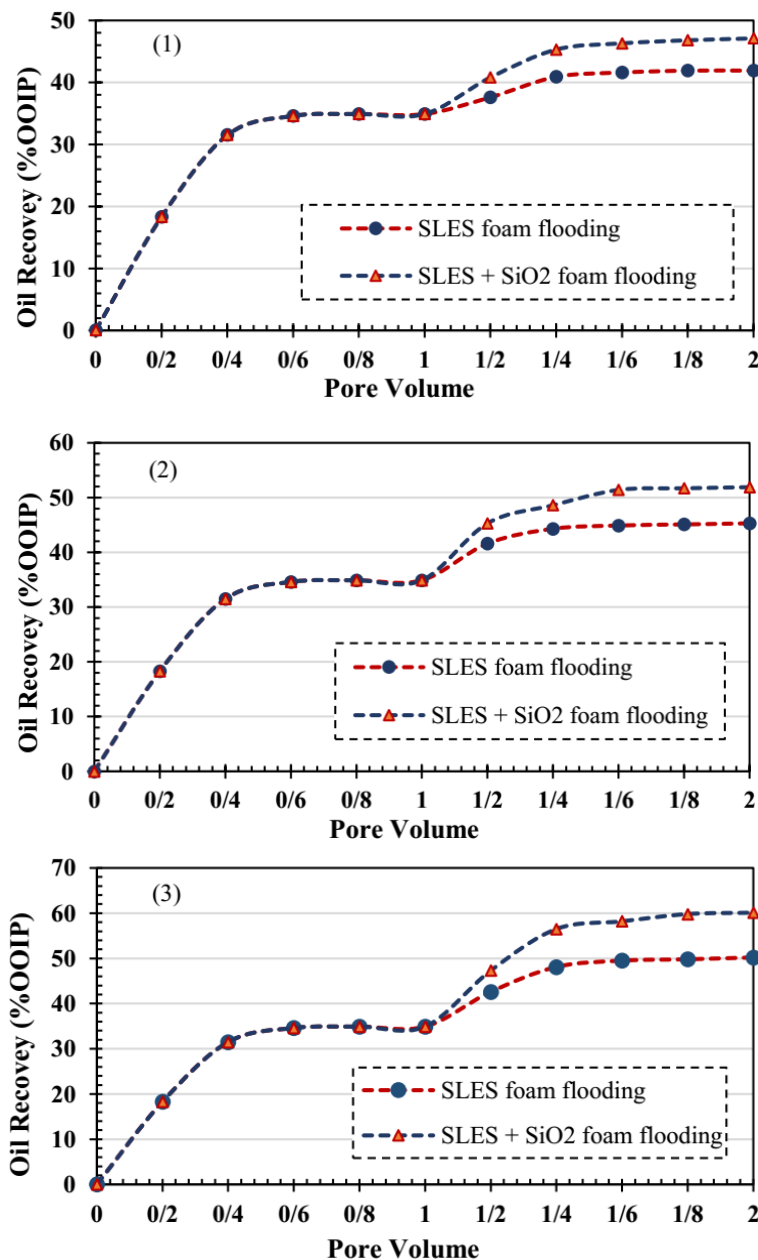 50
40
30
20
10
0
Oil Recovey (%OOIP)
(1)
SLES foam flooding
SLES + SiO2 foam flooding
0 0/2 0/4 0/6 0/8 1 1/2 1/4 1/6 1/8 2
Pore Volume
60
50
40
30
20
10
0
Oil Recovey (%OOIP)
(2)
SLES foam flooding
SLES + SiO2 foam flooding
0 0/2 0/4 0/6 0/8 1 1/2 1/4 1/6 1/8 2
Pore Volume
70
60
50
40
30
20
10
0
Oil Recovey (%OOIP)
(3)
SLES foam flooding
SLES + SiO2 foam flooding
0 0/2 0/4 0/6 0/8 1 1/2 1/4 1/6 1/8 2
Pore Volume